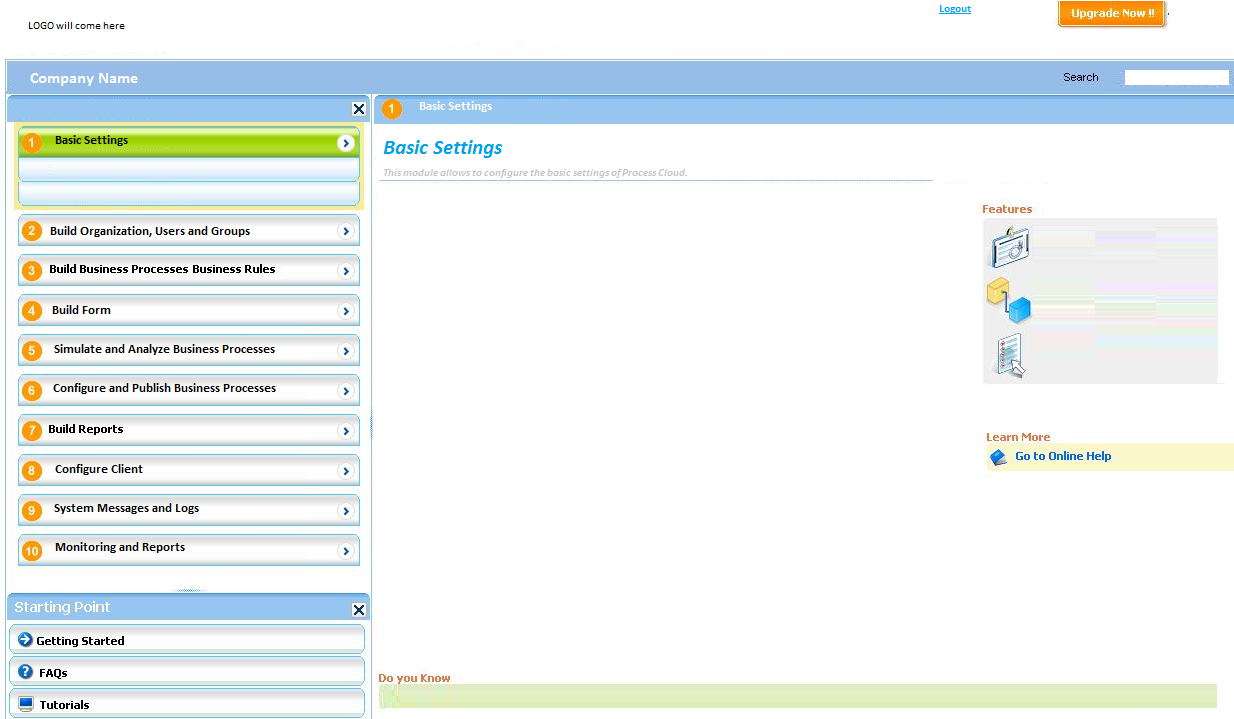 LOGO will come here
Logout
Upgrade Now !!
Company Name
Search
1
Basic Settings
1 Basic Settings
2 Build Organization, Users and Groups
3 Build Business Processes Business Rules
4 Build Form
5 Simulate and Analyze Business Processes
6 Configure and Publish Business Processes
7 Build Reports
8 Configure Client
9 System Messages and Logs
10 Monitoring and Reports
Starting Point
Getting Started
? FAQs
Tutorials
Basic Settings
This module allows to configure the basic settings of Process Cloud.
Features
Learn More
Go to Online Help
Do you Know